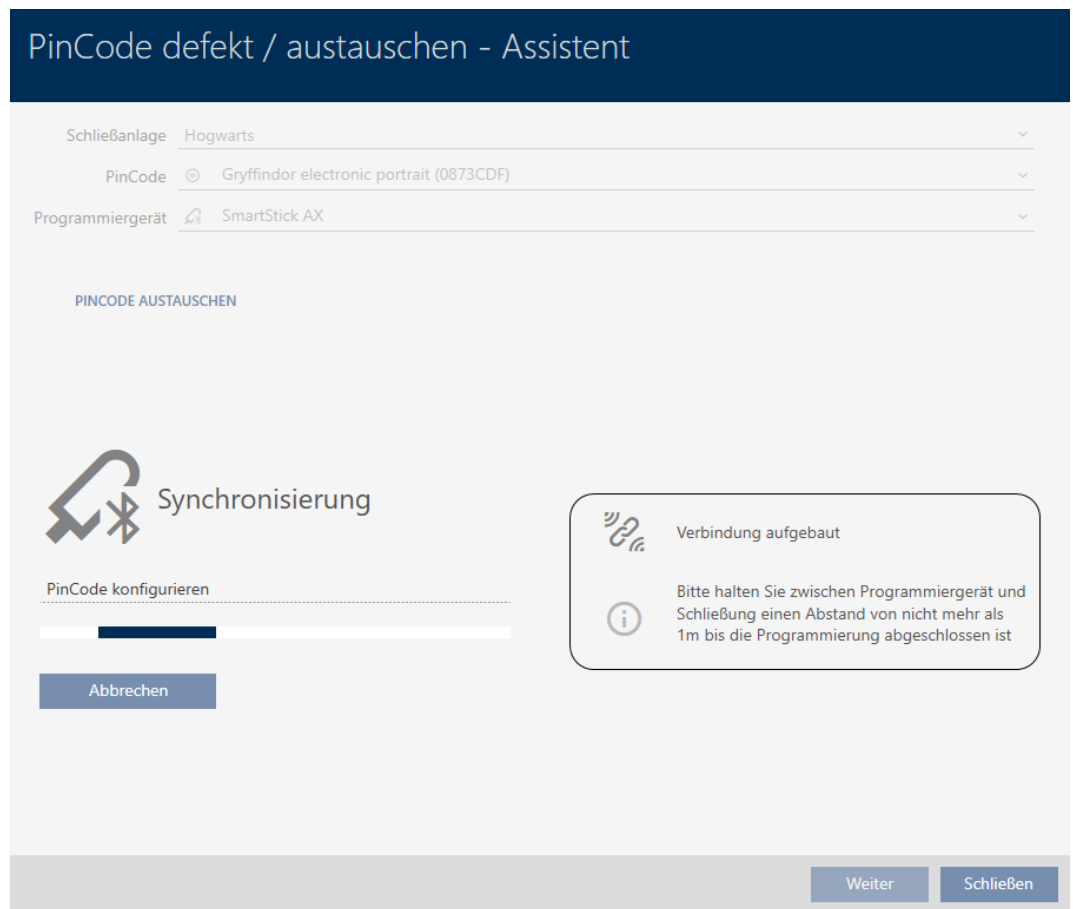 PinCode defekt / austauschen - Assistent
Schließanlage Hogwarts
PinCode Gryffindor electronic portrait (0873CDF)
Programmiergerät SmartStick AX
PINCODE AUSTAUSCHEN
Synchronisierung
PinCode konfigurieren
Abbrechen
Verbindung aufgebaut
Bitte halten Sie zwischen Programmiergerät und
Schließung einen Abstand von nicht mehr als
1m bis die Programmierung abgeschlossen ist
Weiter
Schließen